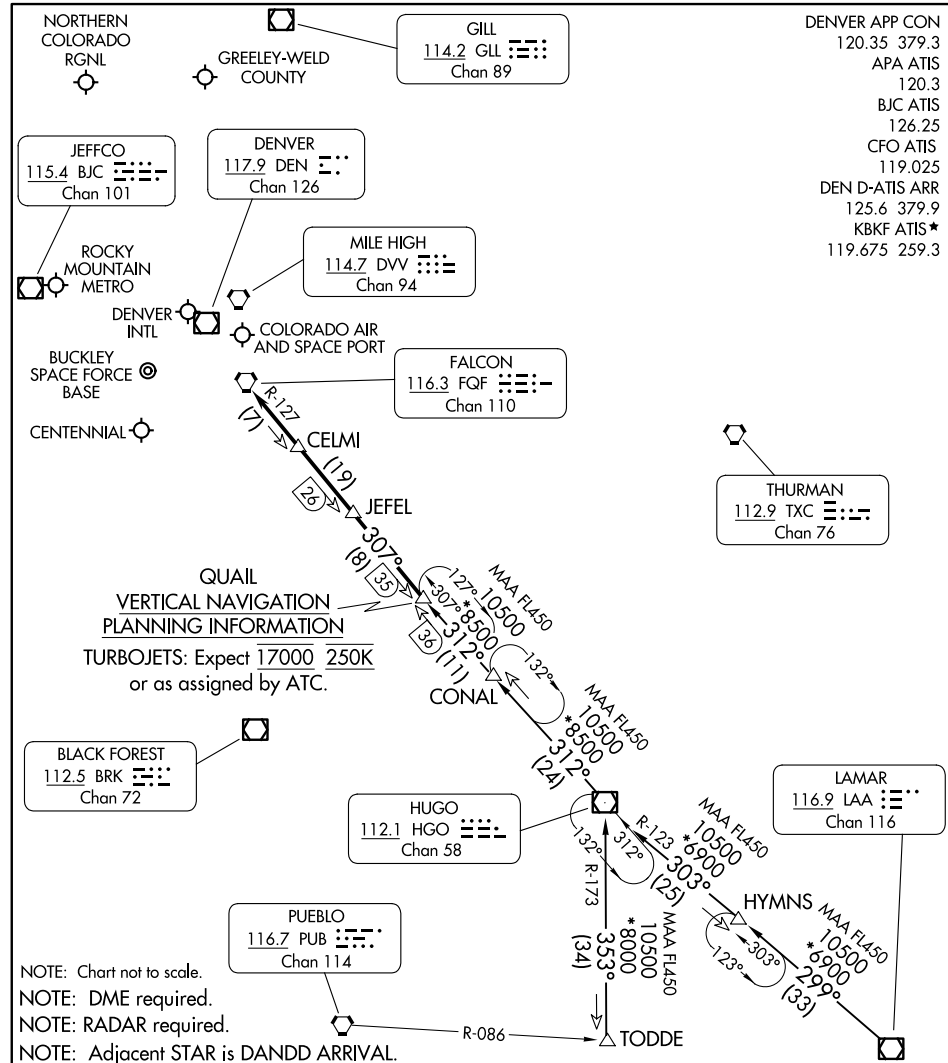 NORTHERN
COLORADO
RGNL
GREELEY-WELD
COUNTY
GILL
114.2 GLL
Chan 89
DENVER APP CON
120.35 379.3
APA ATIS
120.3
BJC ATIS
126.25
CFO ATIS
119.025
DEN D-ATIS ARR
125.6 379.9
KBKF ATIS★
119.675 259.3
JEFFCO
115.4 BJC
Chan 101
DENVER
117.9 DEN
Chan 126
MILE HIGH
114.7 DVV
Chan 94
ROCKY
MOUNTAIN
METRO
DENVER
INTL
COLORADO AIR
AND SPACE PORT
BUCKLEY
SPACE FORCE
BASE
CENTENNIAL
FALCON
116.3 FQF
Chan 110
R-127
(7)
CELMI
(19)
26
JEFEL
THURMAN
112.9 TXC
Chan 76
307°
(8)
35
QUAIL
VERTICAL NAVIGATION
PLANNING INFORMATION
TURBOJETS: Expect 17000 250K
or as assigned by ATC.
127°
307°
MAA FL450
10500
*8500
312°
(11)
36
CONAL
132°
MAA FL450
10500
*8500
312°
(24)
BLACK FOREST
112.5 BRK
Chan 72
HUGO
112.1 HGO
Chan 58
LAMAR
116.9 LAA
Chan 116
132°
312°
R-123
MAA FL450
10500
*6900
303°
(25)
HYMNS
303°
123°
MAA FL450
10500
*6900
299°
(33)
R-173
MAA FL450
10500
*8000
353°
(34)
PUEBLO
116.7 PUB
Chan 114
R-086
TODDE
NOTE: Chart not to scale.
NOTE: DME required.
NOTE: RADAR required.
NOTE: Adjacent STAR is DANDD ARRIVAL.